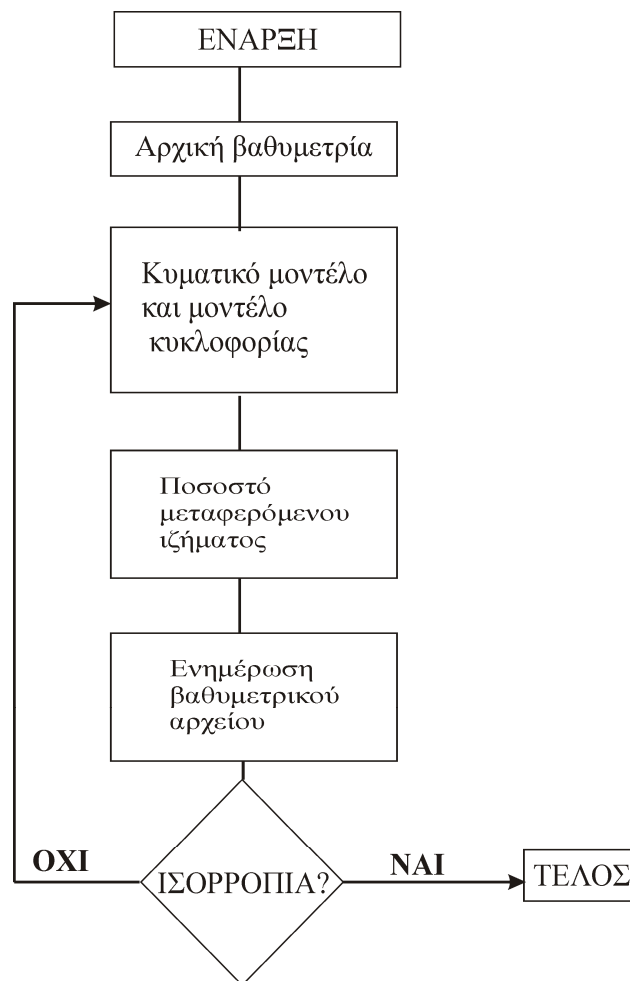 ΕΝΑΡΞΗ
Αρχική βαθυμετρία
Κυματικό μοντέλο
και μοντέλο
κυκλοφορίας
Ποσοστό
μεταφερόμενου
ιζήματος
Ενημέρωση
βαθυμετρικού
αρχείου
ΟΧΙ
ΙΣΟΡΡΟΠΙΑ?
ΝΑΙ
ΤΕΛΟΣ